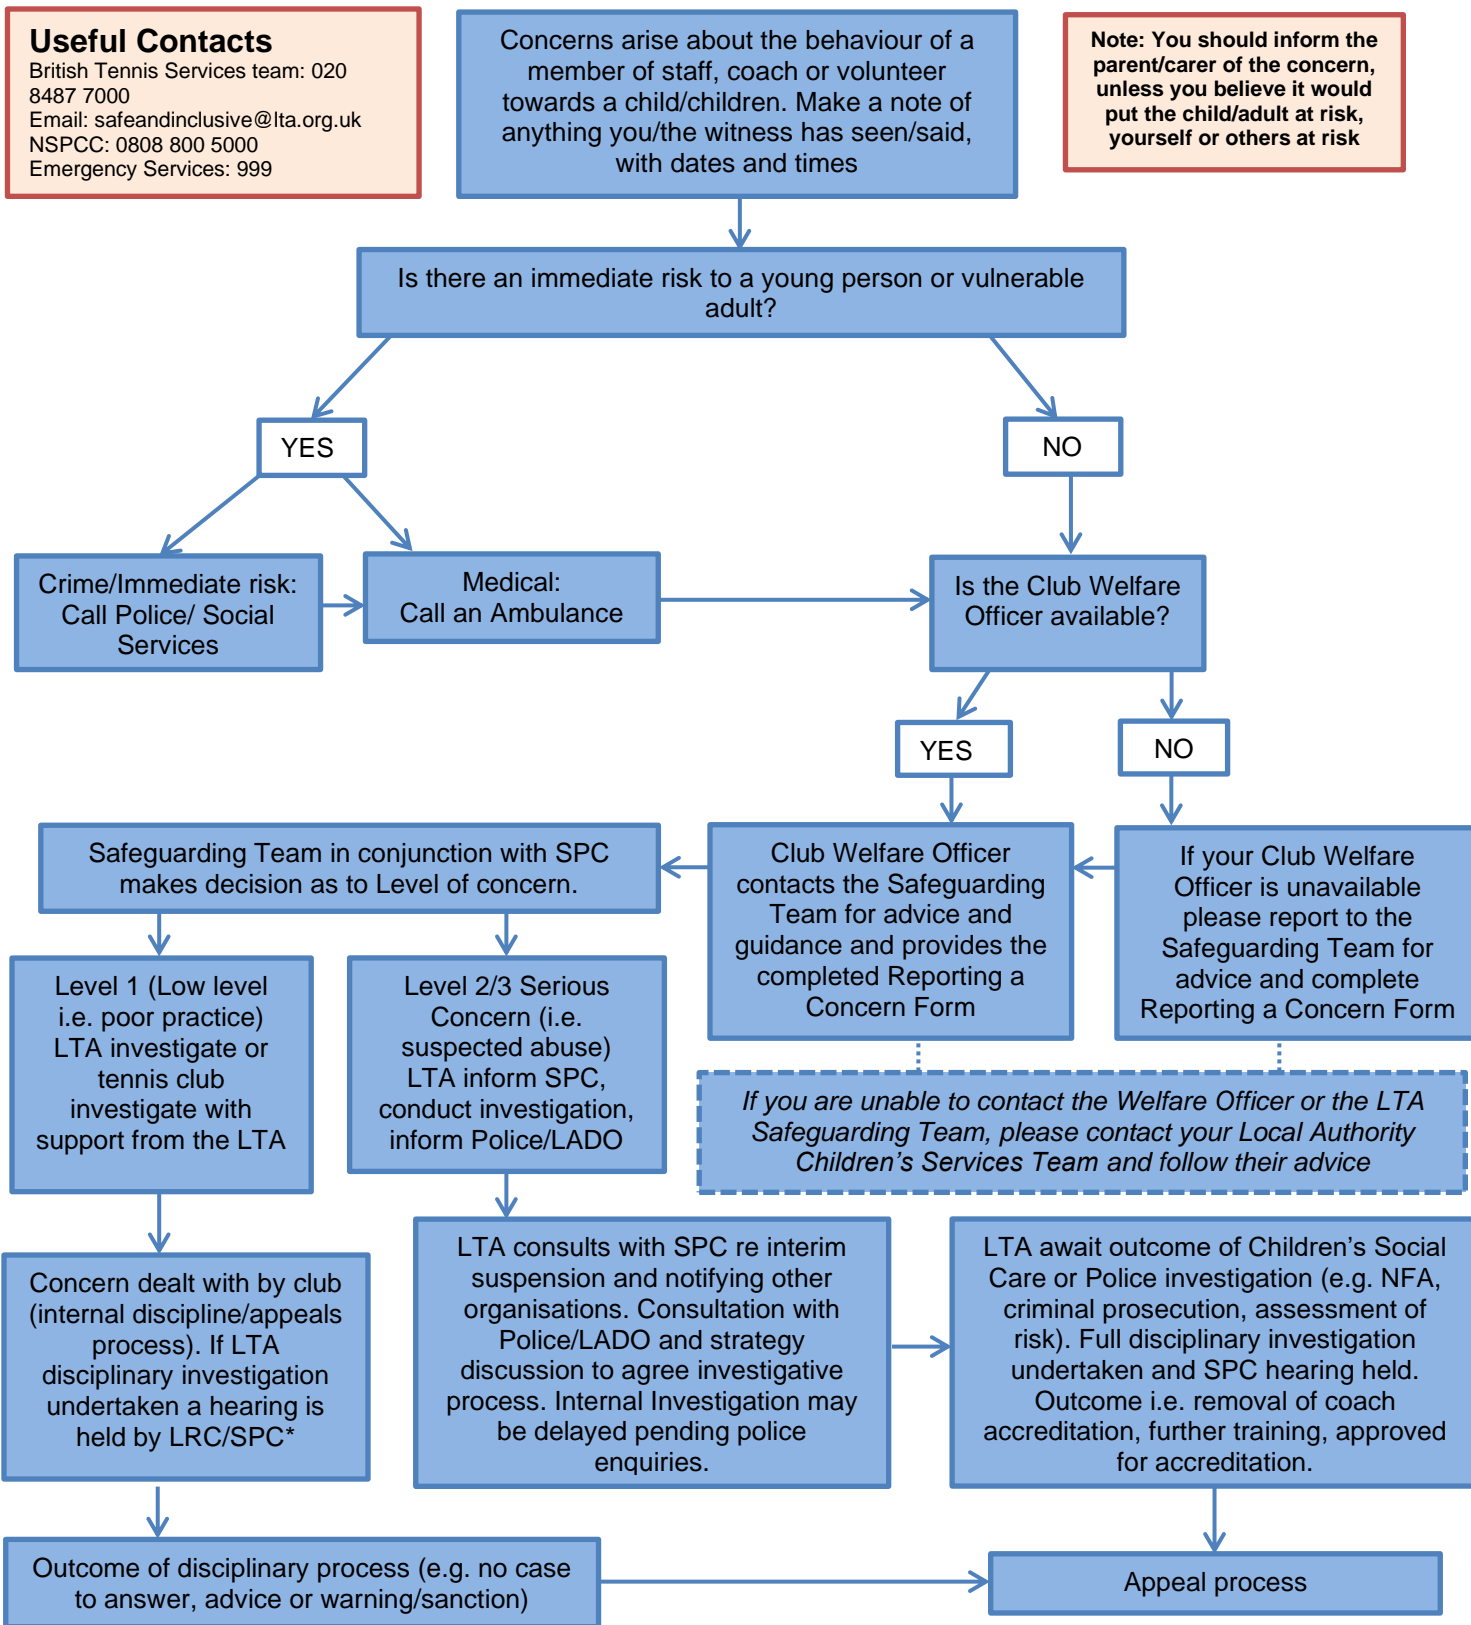 Useful Contacts
British Tennis Services team: 020
8487 7000
Email: safeandinclusive@lta.org.uk
NSPCC: 0808 800 5000
Emergency Services: 999
Concerns arise about the behaviour of a
member of staff, coach or volunteer
towards a child/children. Make a note of
anything you/the witness has seen/said,
with dates and times
Note: You should inform the
parent/carer of the concern,
unless you believe it would
put the child/adult at risk,
yourself or others at risk
Is there an immediate risk to a young person or vulnerable
adult?
YES
NO
Crime/Immediate risk:
Call Police/ Social
Services
Medical:
Call an Ambulance
Is the Club Welfare
Officer available?
YES
NO
Safeguarding Team in conjunction with SPC
makes decision as to Level of concern.
Club Welfare Officer
contacts the Safeguarding
Team for advice and
guidance and provides the
completed Reporting a
Concern Form
If your Club Welfare
Officer is unavailable
please report to the
Safeguarding Team for
advice and complete
Reporting a Concern Form
Level 1 (Low level
i.e. poor practice)
LTA investigate or
tennis club
investigate with
support from the LTA
Level 2/3 Serious
Concern (i.e.
suspected abuse)
LTA inform SPC,
conduct investigation,
inform Police/LADO
If you are unable to contact the Welfare Officer or the LTA
Safeguarding Team, please contact your Local Authority
Children’s Services Team and follow their advice
Concern dealt with by club
(internal discipline/appeals
process). If LTA
disciplinary investigation
undertaken a hearing is
held by LRC/SPC*
LTA consults with SPC re interim
suspension and notifying other
organisations. Consultation with
Police/LADO and strategy
discussion to agree investigative
process. Internal Investigation may
be delayed pending police
enquiries.
LTA await outcome of Children’s Social
Care or Police investigation (e.g. NFA,
criminal prosecution, assessment of
risk). Full disciplinary investigation
undertaken and SPC hearing held.
Outcome i.e. removal of coach
accreditation, further training, approved
for accreditation.
Outcome of disciplinary process (e.g. no case
to answer, advice or warning/sanction)
Appeal process